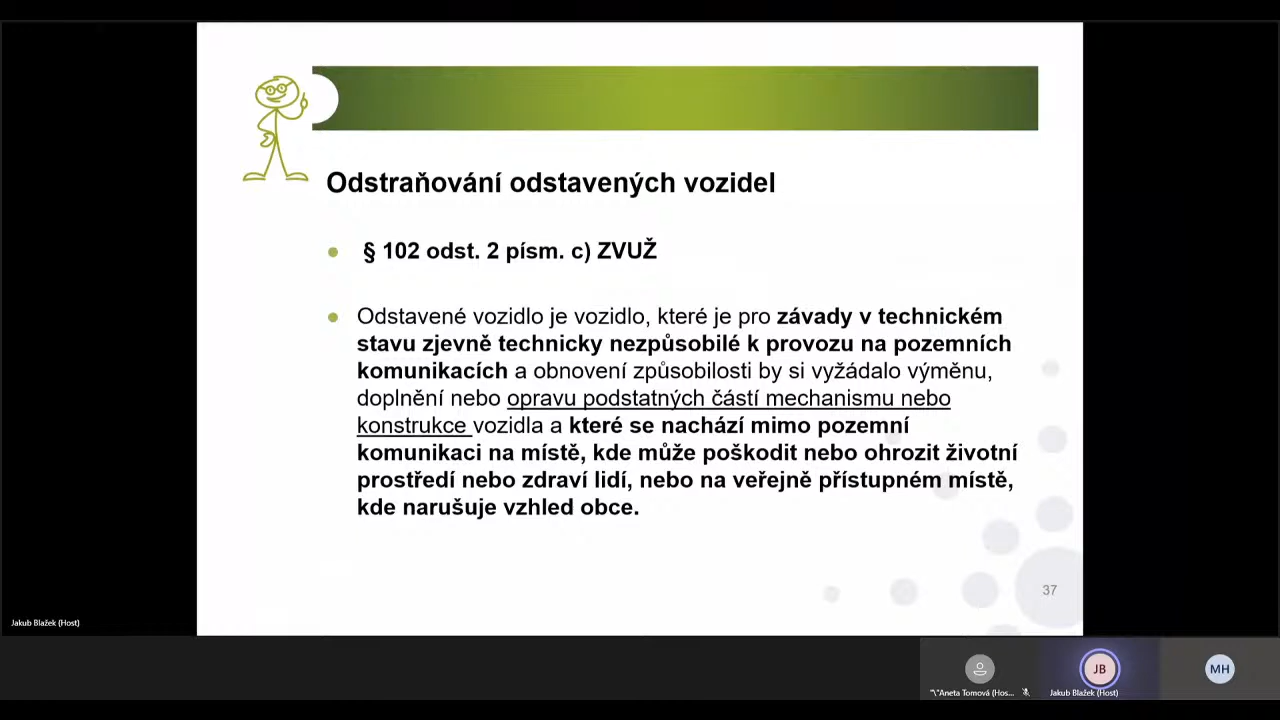 Odstraňování odstavených vozidel
§ 102 odst. 2 písm. c) ZVUŽ
Odstavené vozidlo je vozidlo, které je pro závady v technickém
stavu zjevně technicky nezpůsobilé k provozu na pozemních
komunikacích a obnovení způsobilosti by si vyžádalo výměnu,
doplnění nebo opravu podstatných částí mechanismu nebo
konstrukce vozidla a které se nachází mimo pozemní
komunikaci na místě, kde může poškodit nebo ohrozit životní
prostředí nebo zdraví lidí, nebo na veřejně přístupném místě,
kde narušuje vzhled obce.
37
Jakub Blažek (Host)
JB
MH
"\"Aneta Tomová (Hos...
Jakub Blažek (Host)